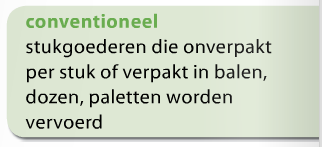 conventioneel
stukgoederen die onverpakt
per stuk of verpakt in balen,
dozen, paletten worden
vervoerd